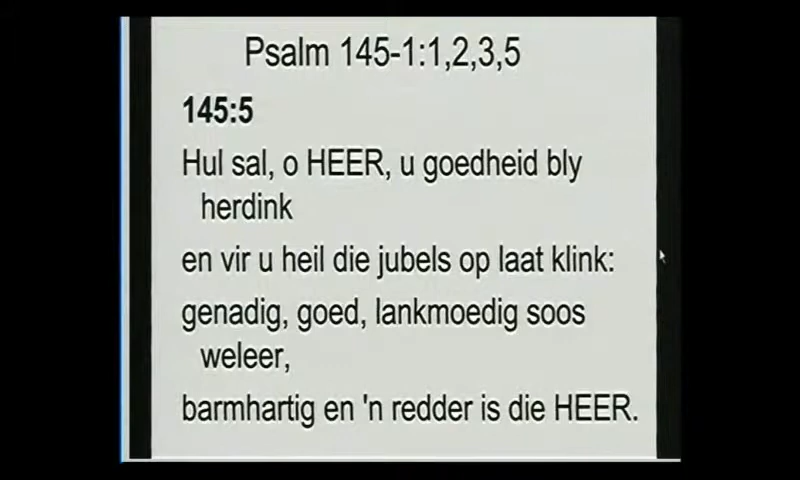 Psalm 145-1:1,2,3,5
145:5
Hul sal, o HEER, u goedheid bly
herdink
en vir u heil die jubels op laat klink:
genadig, goed, lankmoedig soos
weleer,
barmhartig en 'n redder is die HEER.